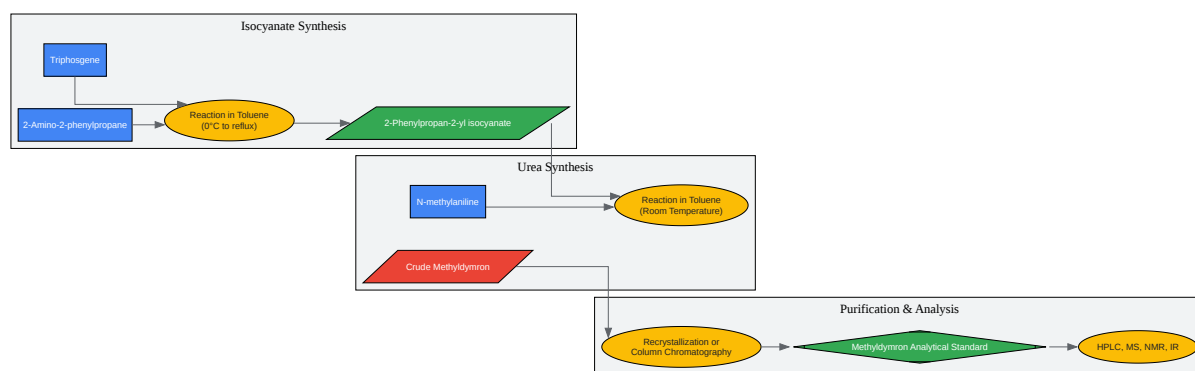 Isocyanate Synthesis
Triphosgene
2-Amino-2-phenylpropane
Reaction in Toluene
(0°C to reflux)
2-Phenylpropan-2-yl isocyanate
Urea Synthesis
N-methylaniline
Reaction in Toluene
(Room Temperature)
Crude Methyldymron
Purification & Analysis
Recrystallization or
Column Chromatography
Methyldymron Analytical Standard
HPLC, MS, NMR, IR